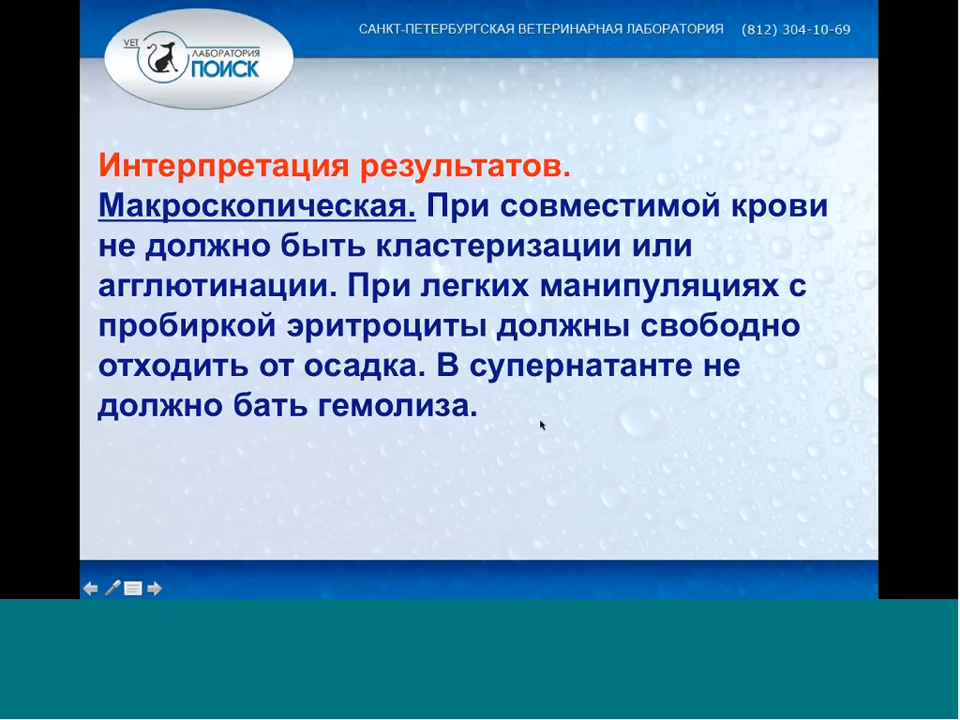 САНКТ-ПЕТЕРБУРГСКАЯ ВЕТЕРИНАРНАЯ ЛАБОРАТОРИЯ (812) 304-10-69
VET
ЛАБОРАТОРИЯ
ПОИСК
Интерпретация результатов.
Макроскопическая. При совместимой крови
не должно быть кластеризации или
агглютинации. При легких манипуляциях с
пробиркой эритроциты должны свободно
отходить от осадка. В супернатанте не
должно бать гемолиза.